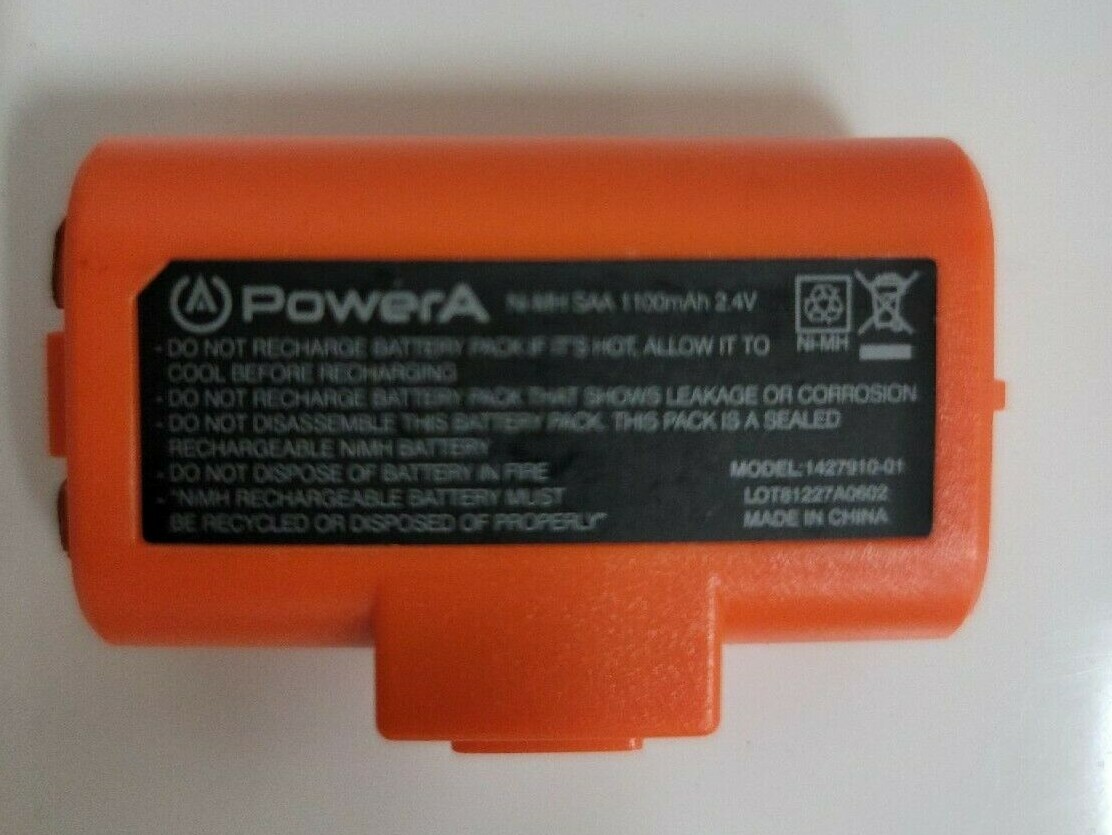 PowerA Ni-MH 5AA 1100mAh 2.4V
Ni-MH
- DO NOT RECHARGE BATTERY PACK IF IT'S HOT, ALLOW IT TO
COOL BEFORE RECHARGING
- DO NOT RECHARGE BATTERY PACK THAT SHOWS LEAKAGE OR CORROSION
- DO NOT DISASSEMBLE THIS BATTERY PACK. THIS PACK IS A SEALED
RECHARGEABLE NiMH BATTERY
- DO NOT DISPOSE OF BATTERY IN FIRE
- "NiMH RECHARGEABLE BATTERY MUST
BE RECYCLED OR DISPOSED OF PROPERLY"
MODEL:1427910-01
LOT81227A0602
MADE IN CHINA